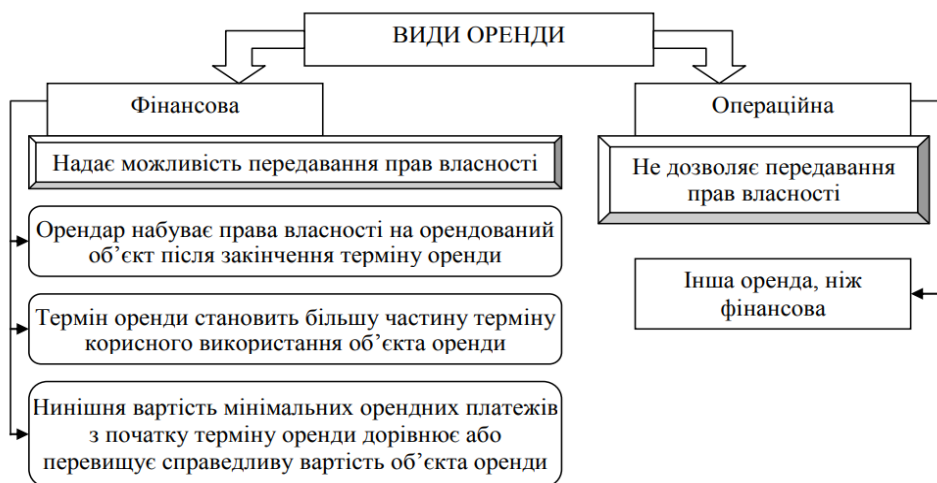 ВИДИ ОРЕНДИ
Фінансова
Надає можливість передавання прав власності
Орендар набуває права власності на орендований
об’єкт після закінчення терміну оренди
Термін оренди становить більшу частину терміну
корисного використання об’єкта оренди
Нинішня вартість мінімальних орендних платежів
з початку терміну оренди дорівнює або
перевищує справедливу вартість об’єкта оренди
Операційна
Не дозволяє передавання
прав власності
Інша оренда, ніж
фінансова